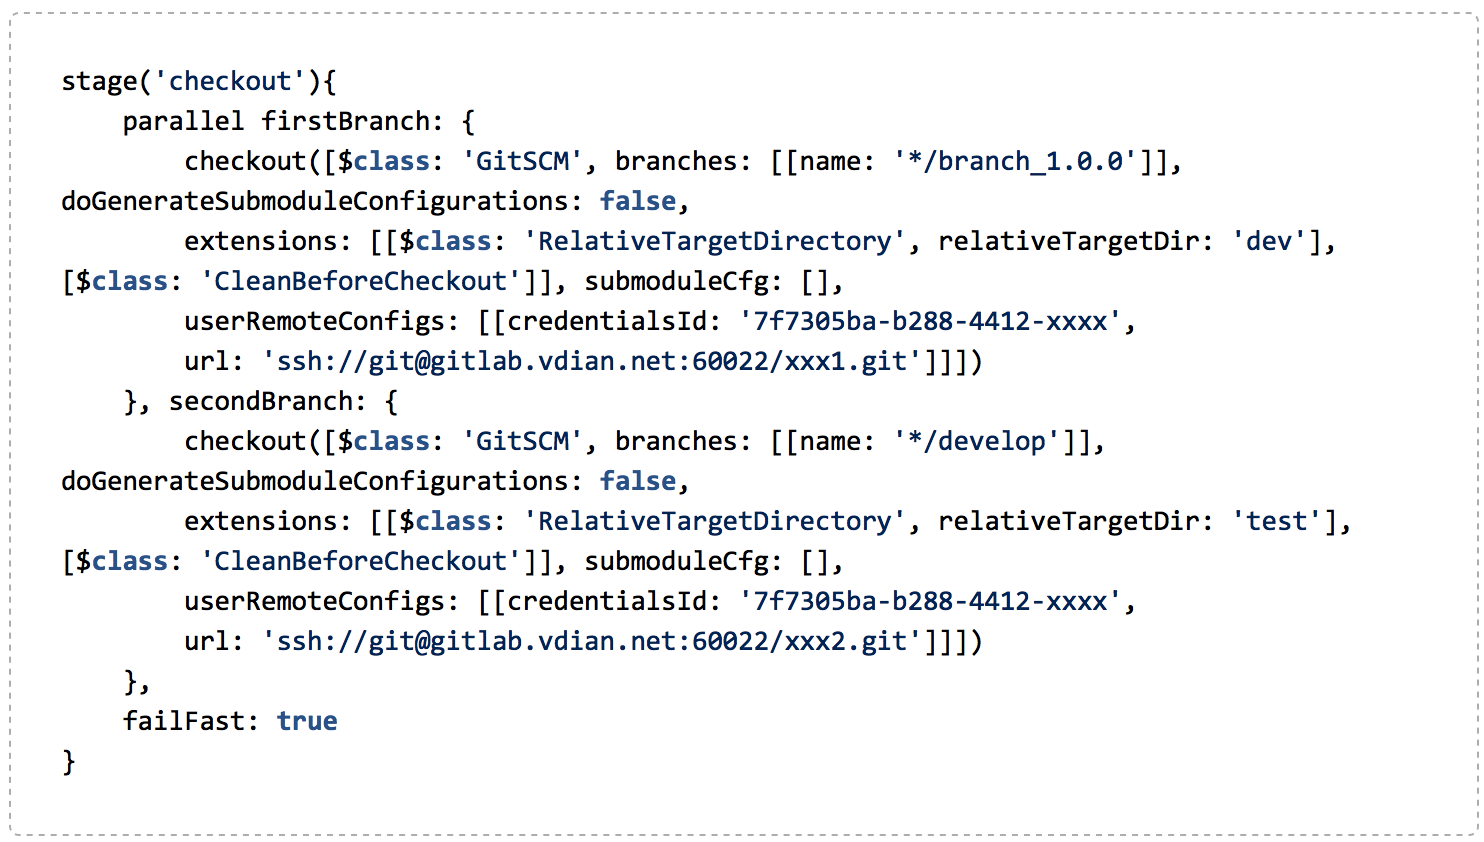 stage('checkout'){
    parallel firstBranch: {
        checkout([$class: 'GitSCM', branches: [[name: '*/branch_1.0.0']],
doGenerateSubmoduleConfigurations: false,
        extensions: [[$class: 'RelativeTargetDirectory', relativeTargetDir: 'dev'],
[$class: 'CleanBeforeCheckout']], submoduleCfg: [],
        userRemoteConfigs: [[credentialsId: '7f7305ba-b288-4412-xxxx',
        url: 'ssh://git@gitlab.vdian.net:60022/xxx1.git']]])
    }, secondBranch: {
        checkout([$class: 'GitSCM', branches: [[name: '*/develop']],
doGenerateSubmoduleConfigurations: false,
        extensions: [[$class: 'RelativeTargetDirectory', relativeTargetDir: 'test'],
[$class: 'CleanBeforeCheckout']], submoduleCfg: [],
        userRemoteConfigs: [[credentialsId: '7f7305ba-b288-4412-xxxx',
        url: 'ssh://git@gitlab.vdian.net:60022/xxx2.git']]])
    },
    failFast: true
}